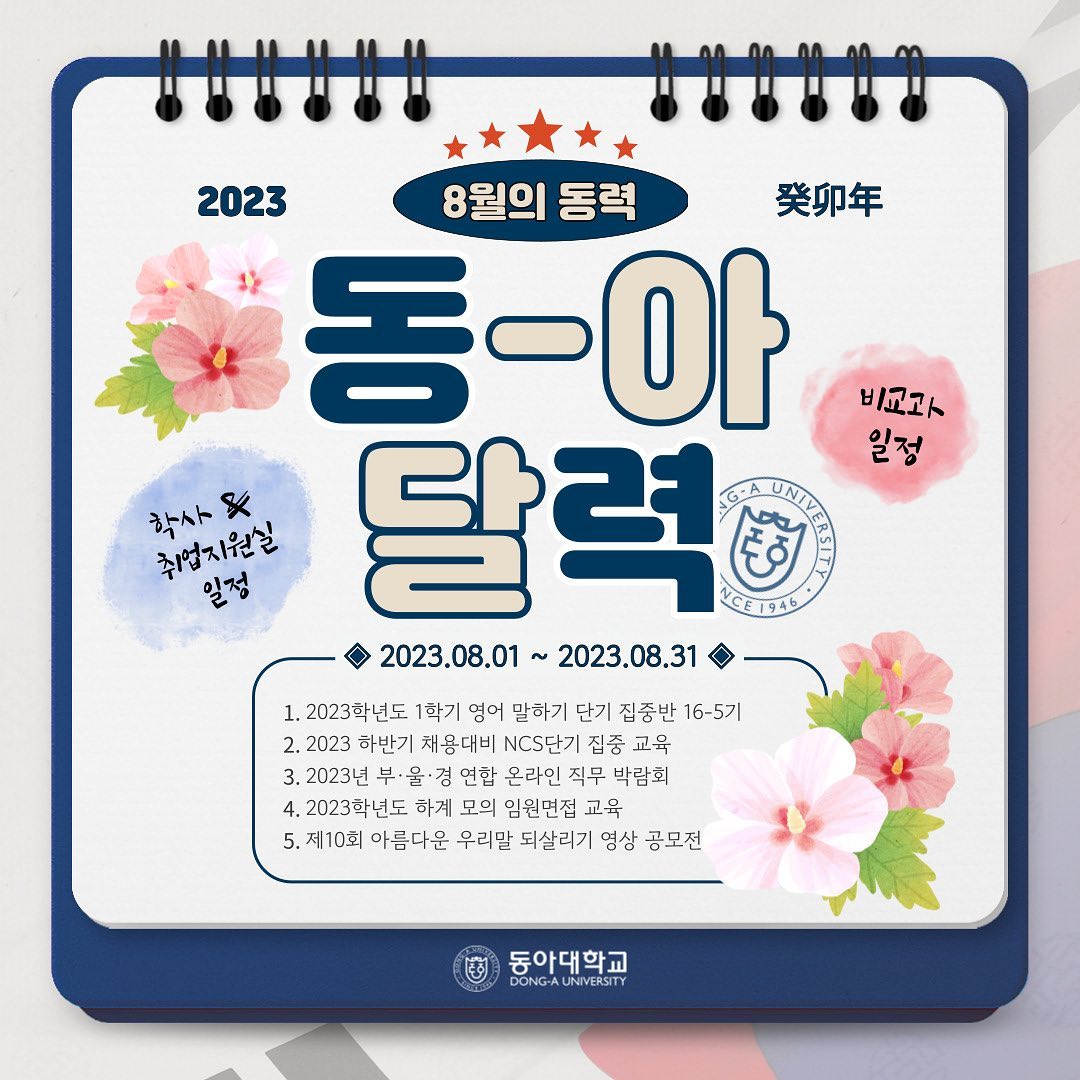 2023
8월의 동력
癸卯年
동-아
달력
비교과
일정
학사 &
취업지원실
일정
NG-A UNIVERSITY
NCE 1946
2023.08.01 ~ 2023.08.31
1. 2023학년도 1학기 영어 말하기 단기 집중반 16-5기
2. 2023 하반기 채용대비 NCS단기 집중 교육
3. 2023년 부·울·경 연합 온라인 직무 박람회
4. 2023학년도 하계 모의 임원면접 교육
5. 제10회 아름다운 우리말 되살리기 영상 공모전
동아대학교
DONG-A UNIVERSITY